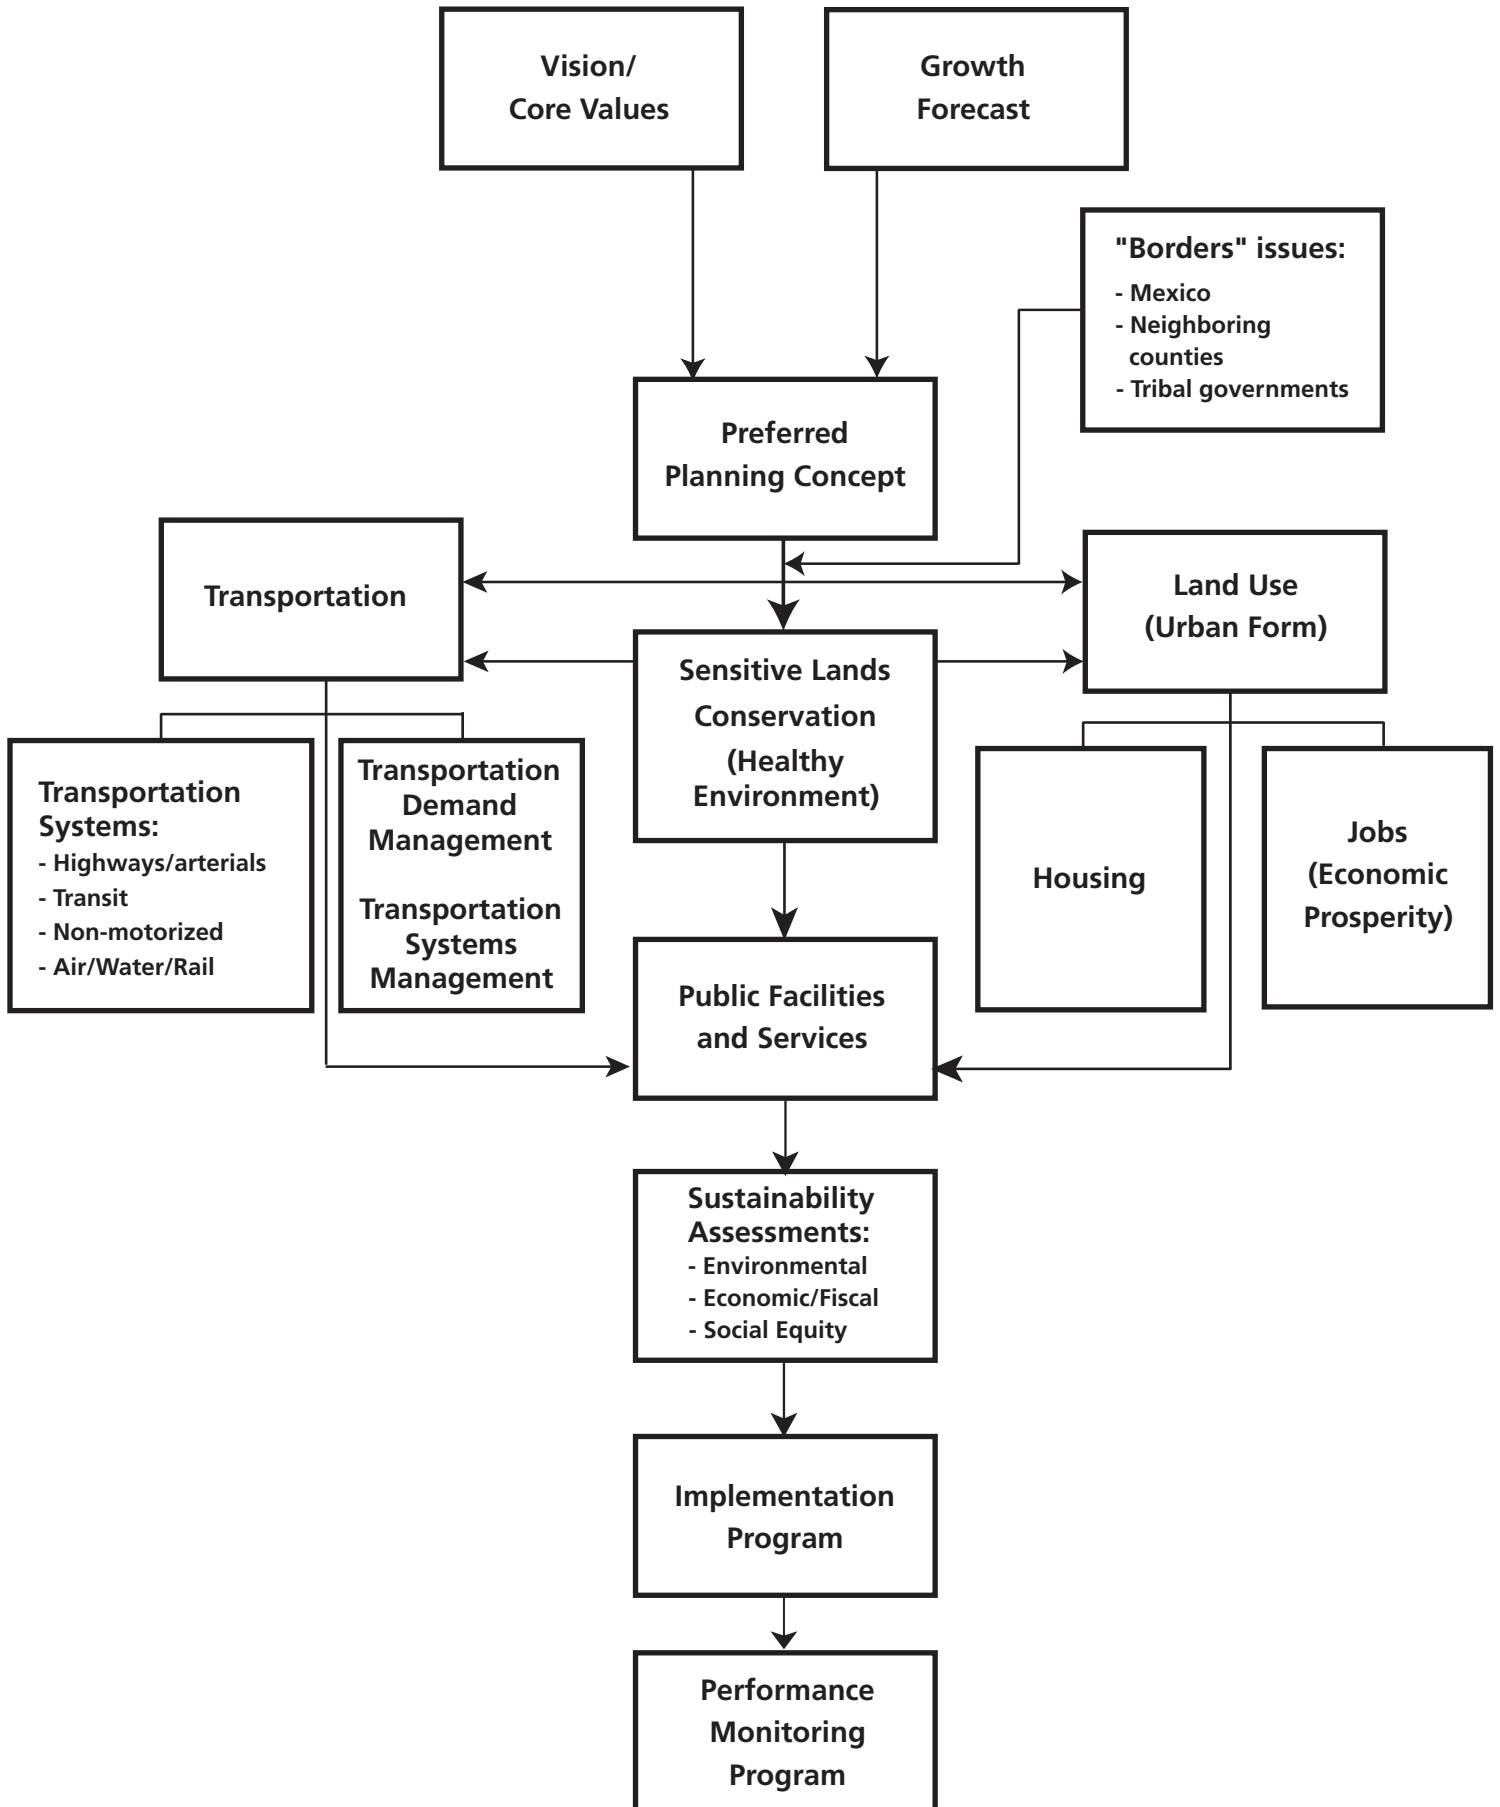 Vision/
Core Values
Growth
Forecast
"Borders" issues:
- Mexico
- Neighboring
counties
- Tribal governments
Preferred
Planning Concept
Transportation
Land Use
(Urban Form)
Sensitive Lands
Conservation
(Healthy
Environment)
Transportation
Systems:
- Highways/arterials
- Transit
- Non-motorized
- Air/Water/Rail
Transportation
Demand
Management
Transportation
Systems
Management
Housing
Jobs
(Economic
Prosperity)
Public Facilities
and Services
Sustainability
Assessments:
- Environmental
- Economic/Fiscal
- Social Equity
Implementation
Program
Performance
Monitoring
Program